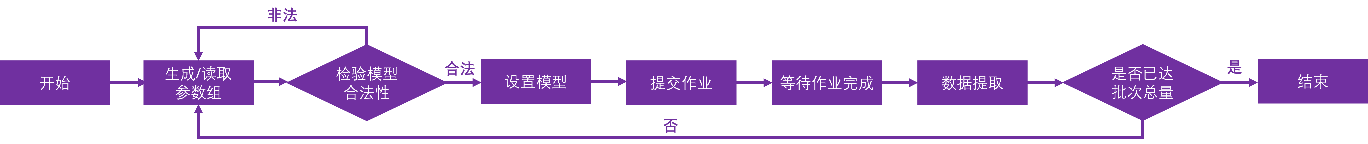 非法
开始
生成/读取
参数组
检验模型
合法性
合法
设置模型
提交作业
等待作业完成
数据提取
是否已达
批次总量
是
结束
否